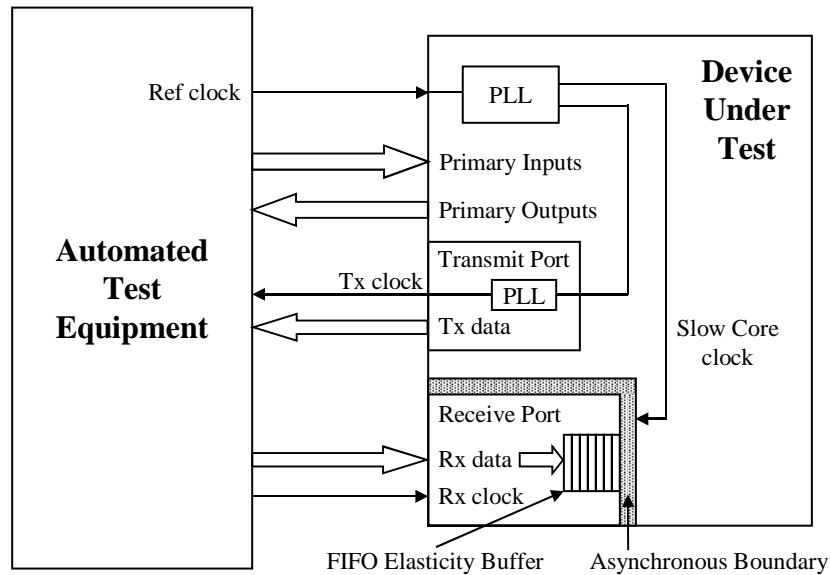 Ref clock
PLL
Device
Under
Test
Primary Inputs
Primary Outputs
Automated
Test
Equipment
Transmit Port
Tx clock
PLL
Tx data
Slow Core
clock
Receive Port
Rx data
Rx clock
FIFO Elasticity Buffer
Asynchronous Boundary